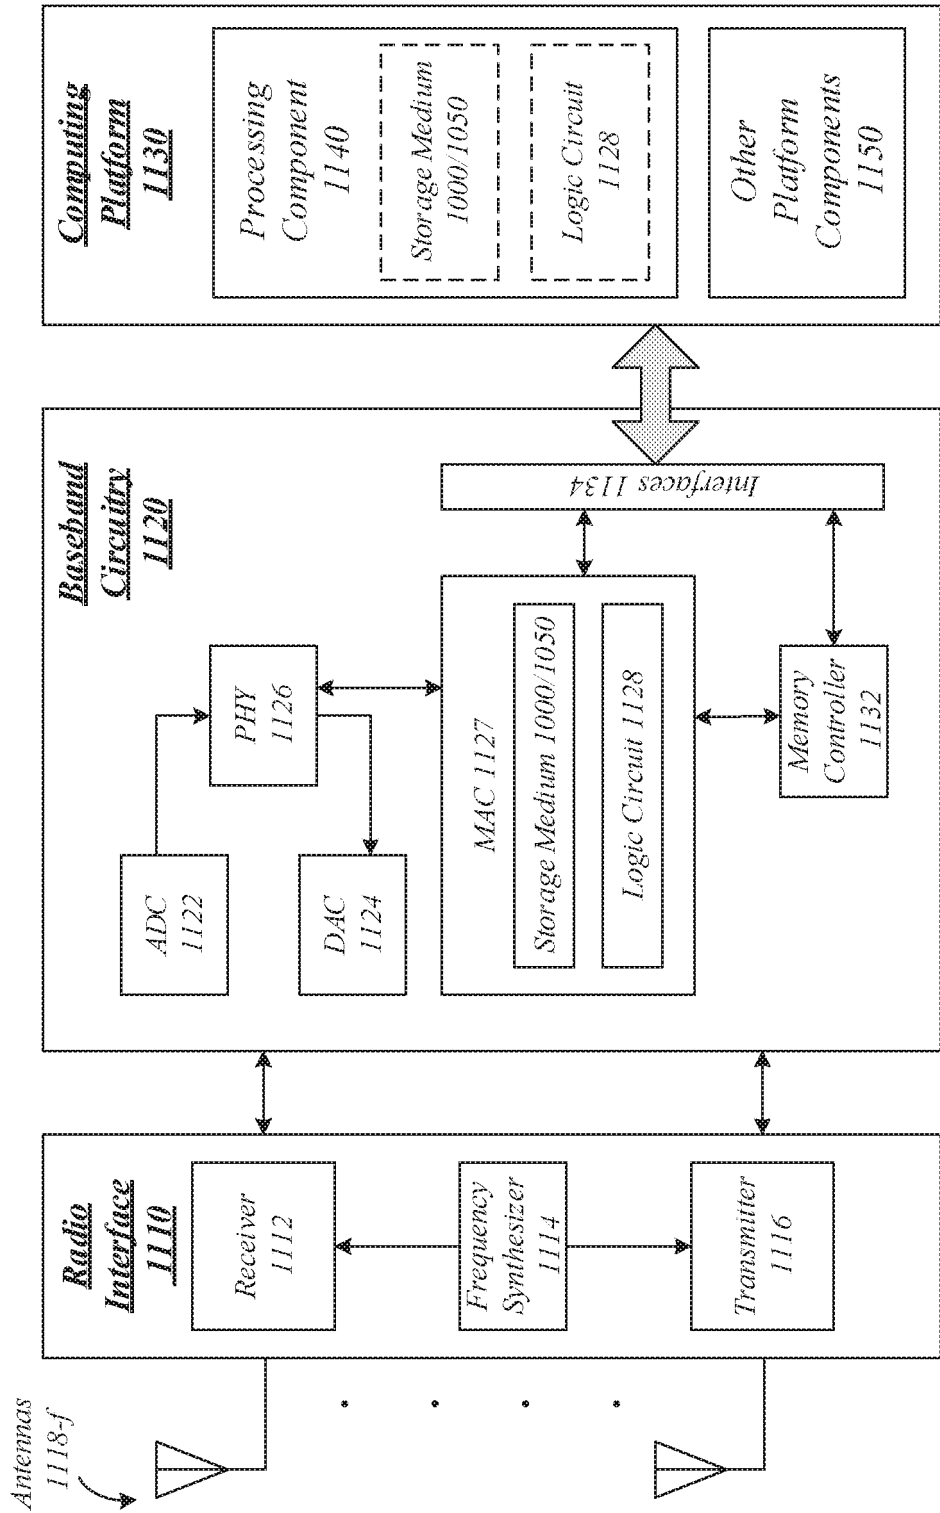 Antennas
1118-f
Radio
Interface
1110
Receiver
1112
Frequency
Synthesizer
1114
Transmitter
1116
Baseband
Circuitry
1120
ADC
1122
PHY
1126
DAC
1124
MAC 1127
Storage Medium 1000/1050
Logic Circuit 1128
Memory
Controller
1132
Interfaces 1134
Computing
Platform
1130
Processing
Component
1140
Storage Medium
1000/1050
Logic Circuit
1128
Other
Platform
Components
1150